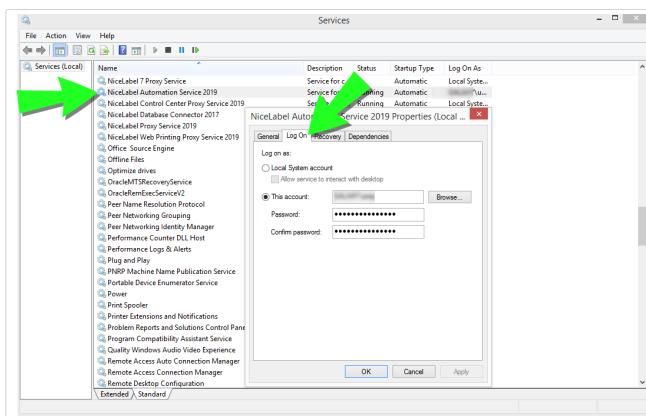 Services
File Action View Help
Services (Local)
Name Description Status Startup Type Log On As
NiceLabel 7 Proxy Service Service for c... Automatic Local Syste...
NiceLabel Automation Service 2019 Service for Running Automatic \u...
NiceLabel Control Center Proxy Service 2019 Running Automatic Local Syste...
NiceLabel Database Connector 2017
NiceLabel Proxy Service 2019
NiceLabel Web Printing Proxy Service 2019
Office Source Engine
Offline Files
Optimize drives
OracleMTSRecoveryService
OracleRemExecServiceV2
Peer Name Resolution Protocol
Peer Networking Grouping
Peer Networking Identity Manager
Performance Counter DLL Host
Performance Logs & Alerts
Plug and Play
PNRP Machine Name Publication Service
Portable Device Enumerator Service
Power
Print Spooler
Printer Extensions and Notifications
Problem Reports and Solutions Control Pane
Program Compatibility Assistant Service
Quality Windows Audio Video Experience
Remote Access Auto Connection Manager
Remote Access Connection Manager
Remote Desktop Configuration
Extended Standard
NiceLabel Automation Service 2019 Properties (Local ...
General Log On Recovery Dependencies
Log on as:
Local System account
Allow service to interact with desktop
This account: Browse...
Password: ●●●●●●●●●●●●●●●
Confirm password: ●●●●●●●●●●●●●●●
OK Cancel Apply